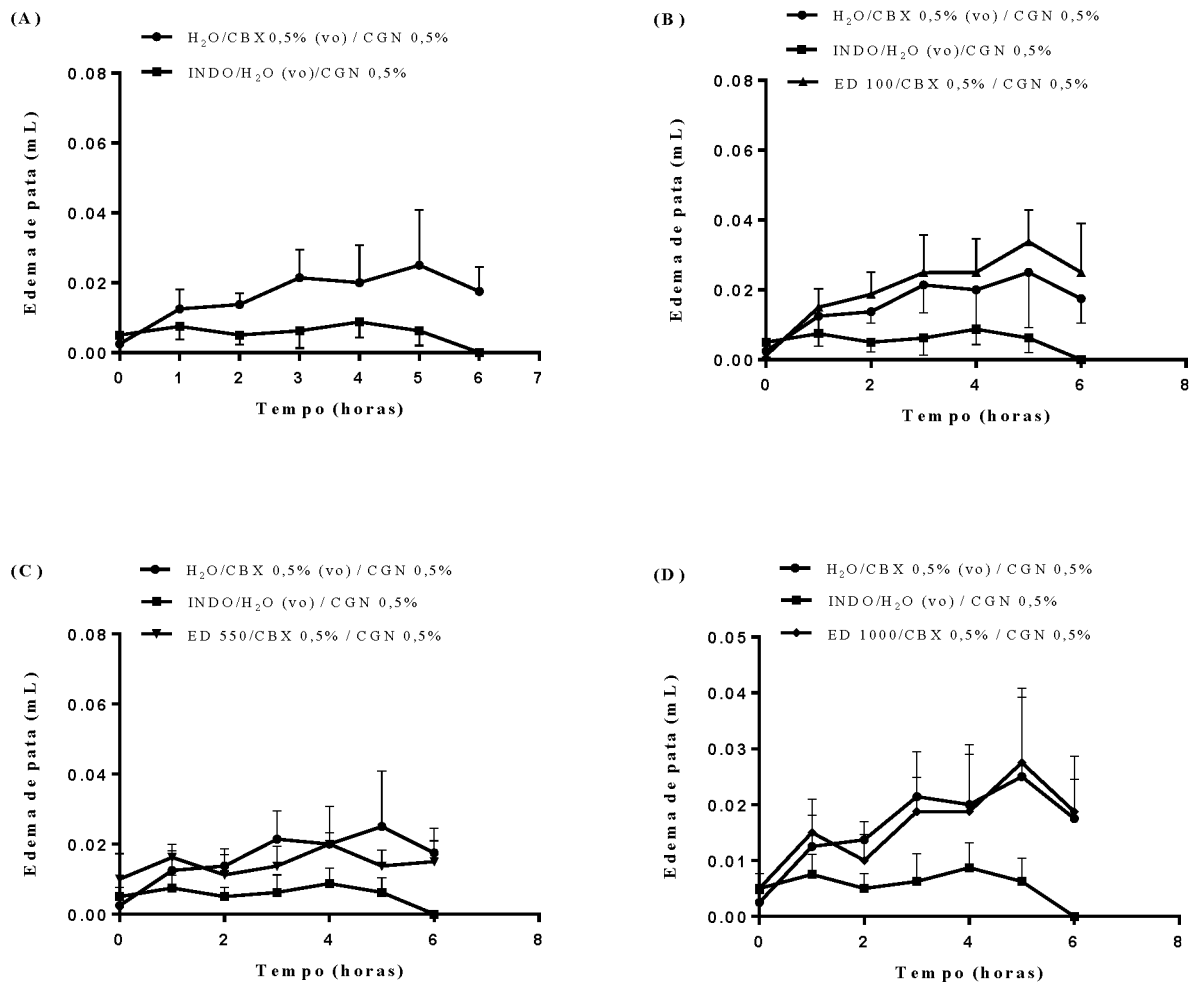 (A)
H₂O/CBX 0,5% (vo) / CGN 0,5%
INDO/H₂O (vo)/CGN 0,5%
Edema de pata (mL)
0.08
0.06
0.04
0.02
0.00
0 1 2 3 4 5 6 7
Tempo (horas)
(B)
H₂O/CBX 0,5% (vo) / CGN 0,5%
INDO/H₂O (vo)/CGN 0,5%
ED 100/CBX 0,5% / CGN 0,5%
Edema de pata (mL)
0.08
0.06
0.04
0.02
0.00
0 2 4 6 8
Tempo (horas)
(C)
H₂O/CBX 0,5% (vo) / CGN 0,5%
INDO/H₂O (vo) / CGN 0,5%
ED 550/CBX 0,5% / CGN 0,5%
Edema de pata (mL)
0.08
0.06
0.04
0.02
0.00
0 2 4 6 8
Tempo (horas)
(D)
H₂O/CBX 0,5% (vo) / CGN 0,5%
INDO/H₂O (vo) / CGN 0,5%
ED 1000/CBX 0,5% / CGN 0,5%
Edema de pata (mL)
0.05
0.04
0.03
0.02
0.01
0.00
0 2 4 6 8
Tempo (horas)